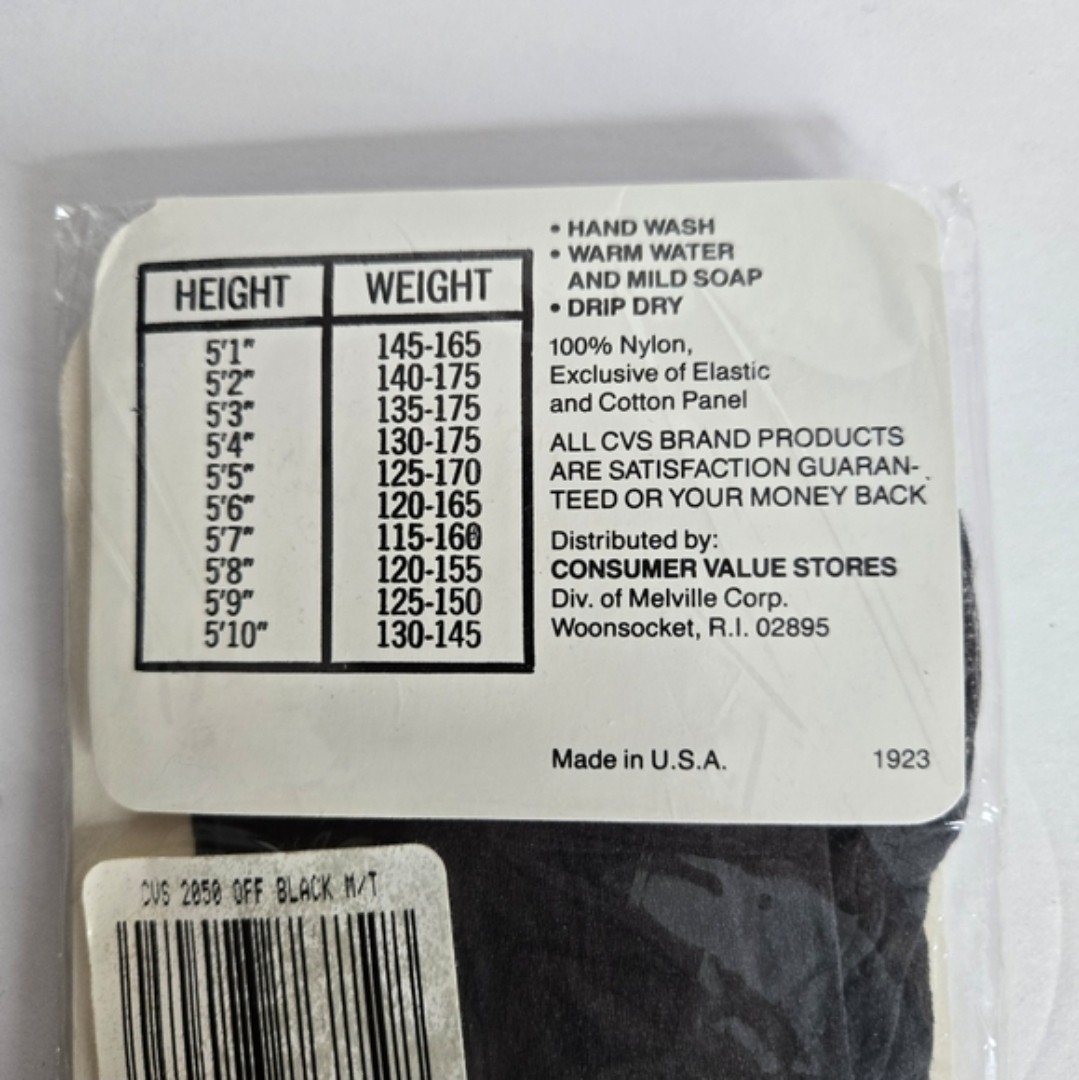 HEIGHT WEIGHT
5'1" 145-165
5'2" 140-175
5'3" 135-175
5'4" 130-175
5'5" 125-170
5'6" 120-165
5'7" 115-160
5'8" 120-155
5'9" 125-150
5'10" 130-145
• HAND WASH
• WARM WATER
AND MILD SOAP
• DRIP DRY
100% Nylon,
Exclusive of Elastic
and Cotton Panel
ALL CVS BRAND PRODUCTS
ARE SATISFACTION GUARAN-
TEED OR YOUR MONEY BACK
Distributed by:
CONSUMER VALUE STORES
Div. of Melville Corp.
Woonsocket, R.I. 02895
Made in U.S.A. 1923
CVS 2050 OFF BLACK M/T